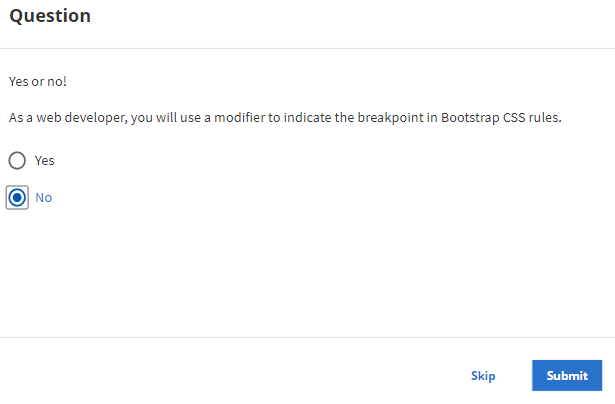 Question
Yes or no!
As a web developer, you will use a modifier to indicate the breakpoint in Bootstrap CSS rules.
Yes
No
Skip
Submit